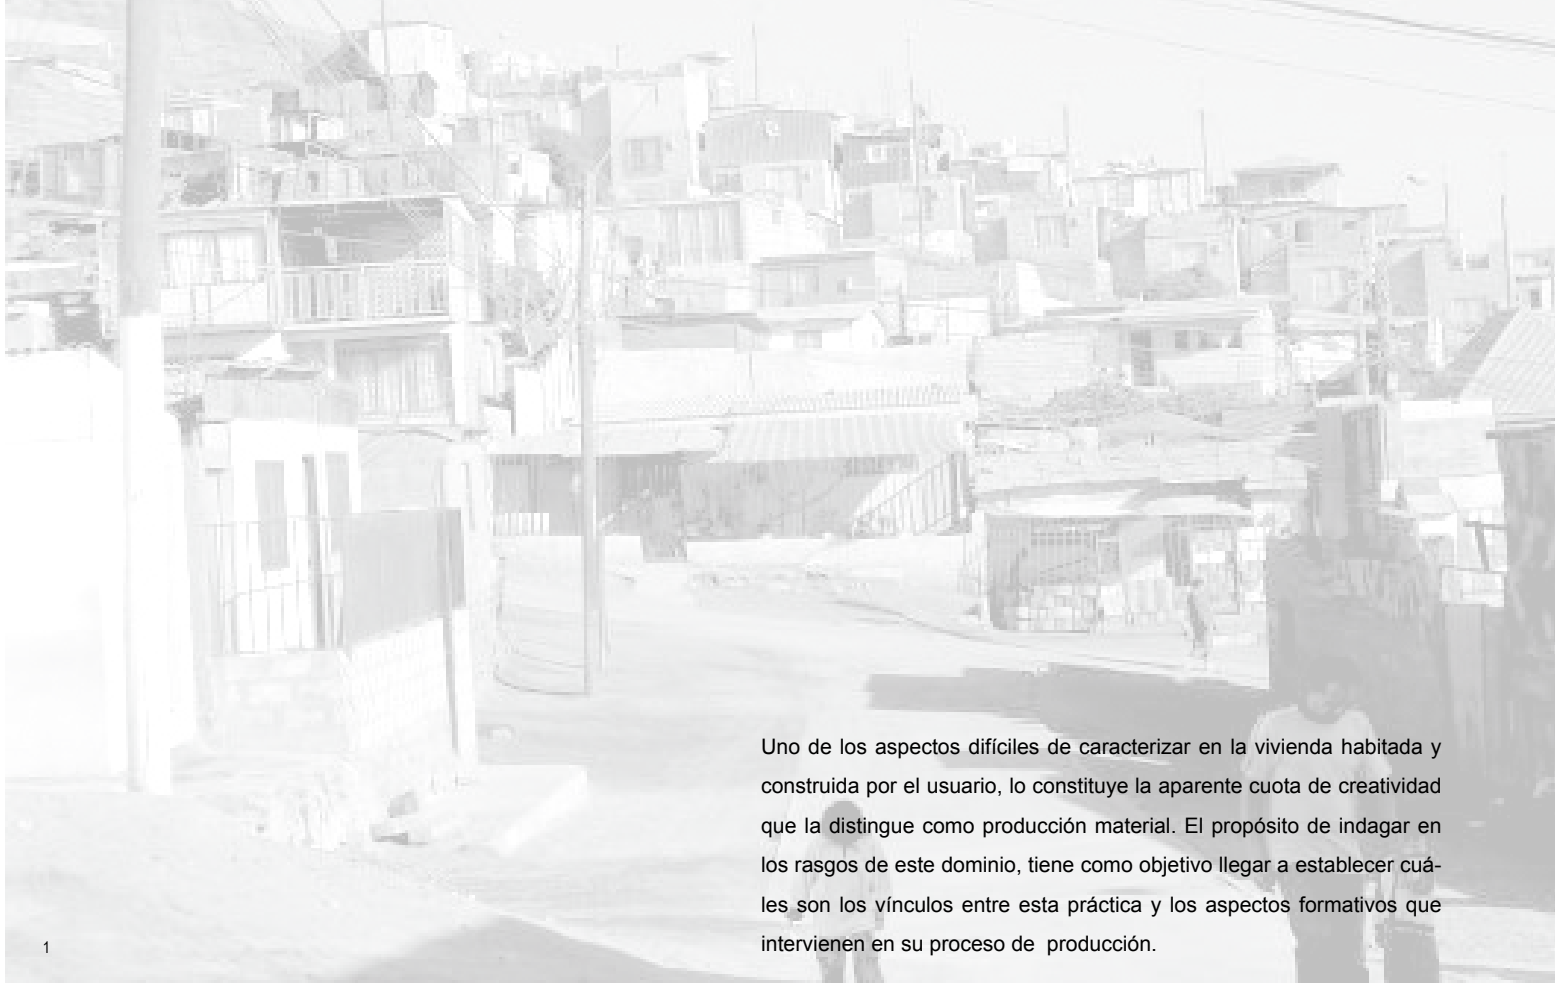 Uno de los aspectos difíciles de caracterizar en la vivienda habitada y
construida por el usuario, lo constituye la aparente cuota de creatividad
que la distingue como producción material. El propósito de indagar en
los rasgos de este dominio, tiene como objetivo llegar a establecer cuá-
les son los vínculos entre esta práctica y los aspectos formativos que
intervienen en su proceso de producción.
1